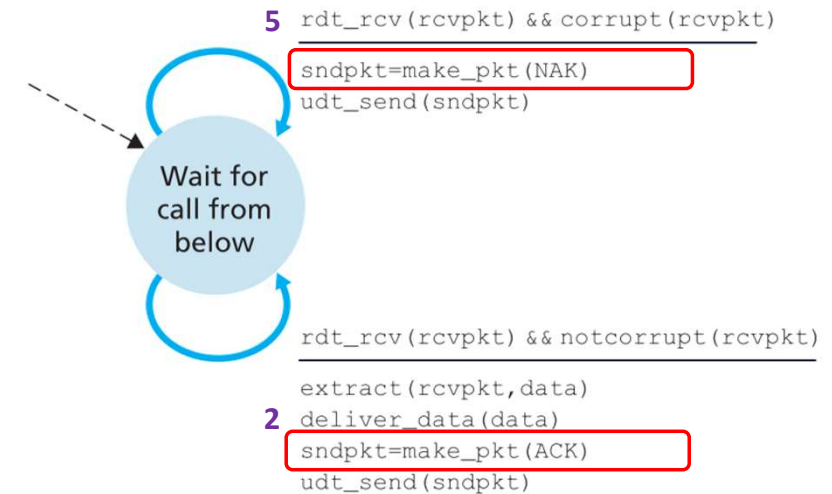 5 rdt_rcv(rcvpkt) && corrupt(rcvpkt)
sndpkt=make_pkt(NAK)
udt_send(sndpkt)
Wait for
call from
below
rdt_rcv(rcvpkt) && notcorrupt(rcvpkt)
extract(rcvpkt,data)
2 deliver_data(data)
sndpkt=make_pkt(ACK)
udt_send(sndpkt)